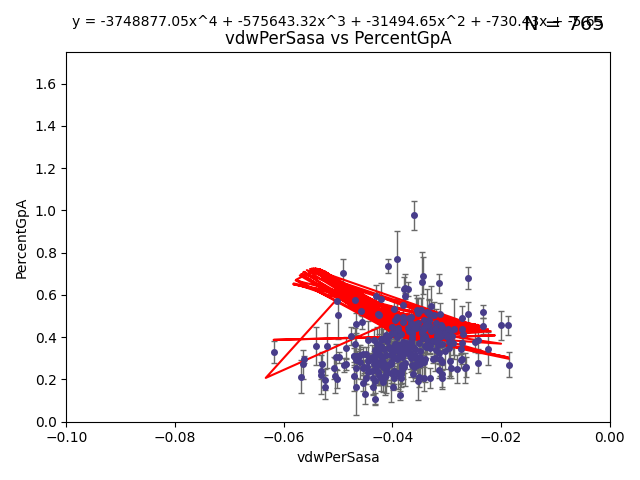 y = -3748877.05x^4 + -575643.32x^3 + -31494.65x^2 + -730.43x + -5.65
N = 765
vdwPerSasa vs PercentGpA
1.6
1.4
1.2
1.0
0.8
0.6
0.4
0.2
0.0
PercentGpA
−0.10 −0.08 −0.06 −0.04 −0.02 0.00
vdwPerSasa